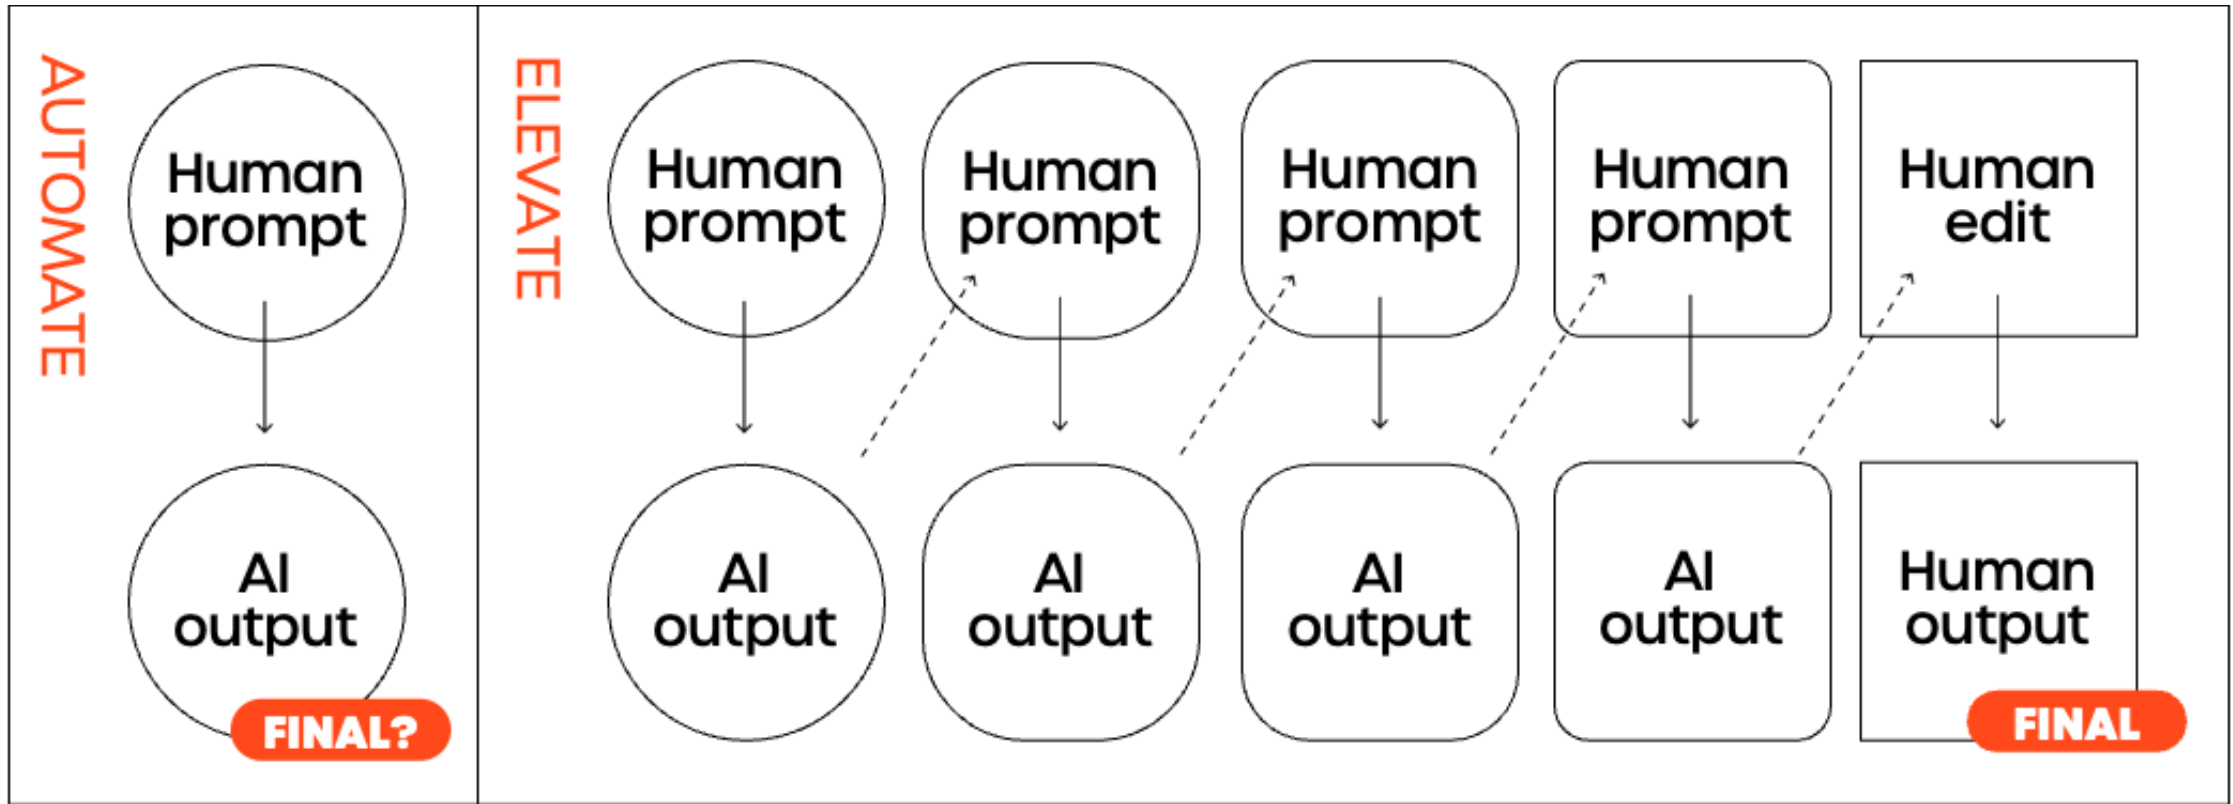 AUTOMATE
Human
prompt
AI
output
FINAL?
ELEVATE
Human
prompt
AI
output
Human
prompt
AI
output
Human
prompt
AI
output
Human
prompt
AI
output
Human
edit
Human
output
FINAL